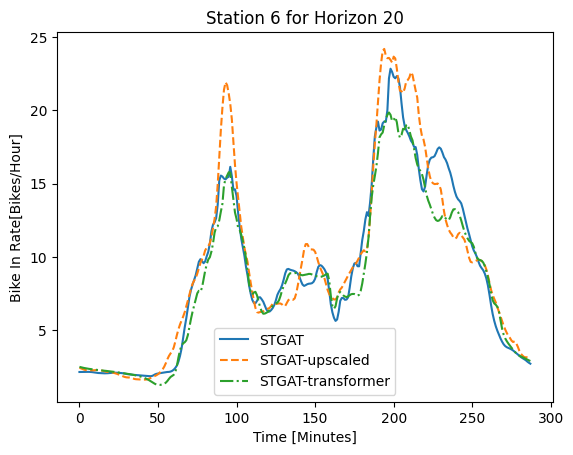 Station 6 for Horizon 20
Bike In Rate[Bikes/Hour]
25
20
15
10
5
0
50
100
150
200
250
300
Time [Minutes]
STGAT
STGAT-upscaled
STGAT-transformer